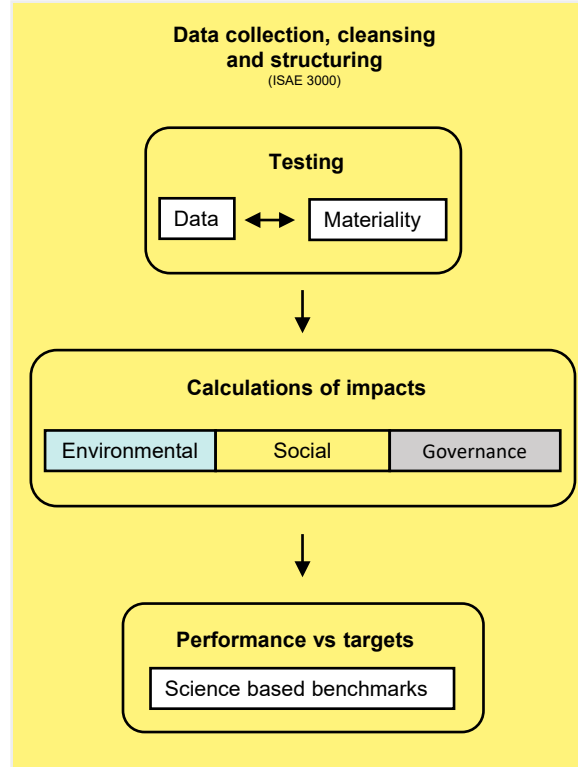 Data collection, cleansing
and structuring
(ISAE 3000)
Testing
Data
Materiality
Calculations of impacts
Environmental
Social
Governance
Performance vs targets
Science based benchmarks